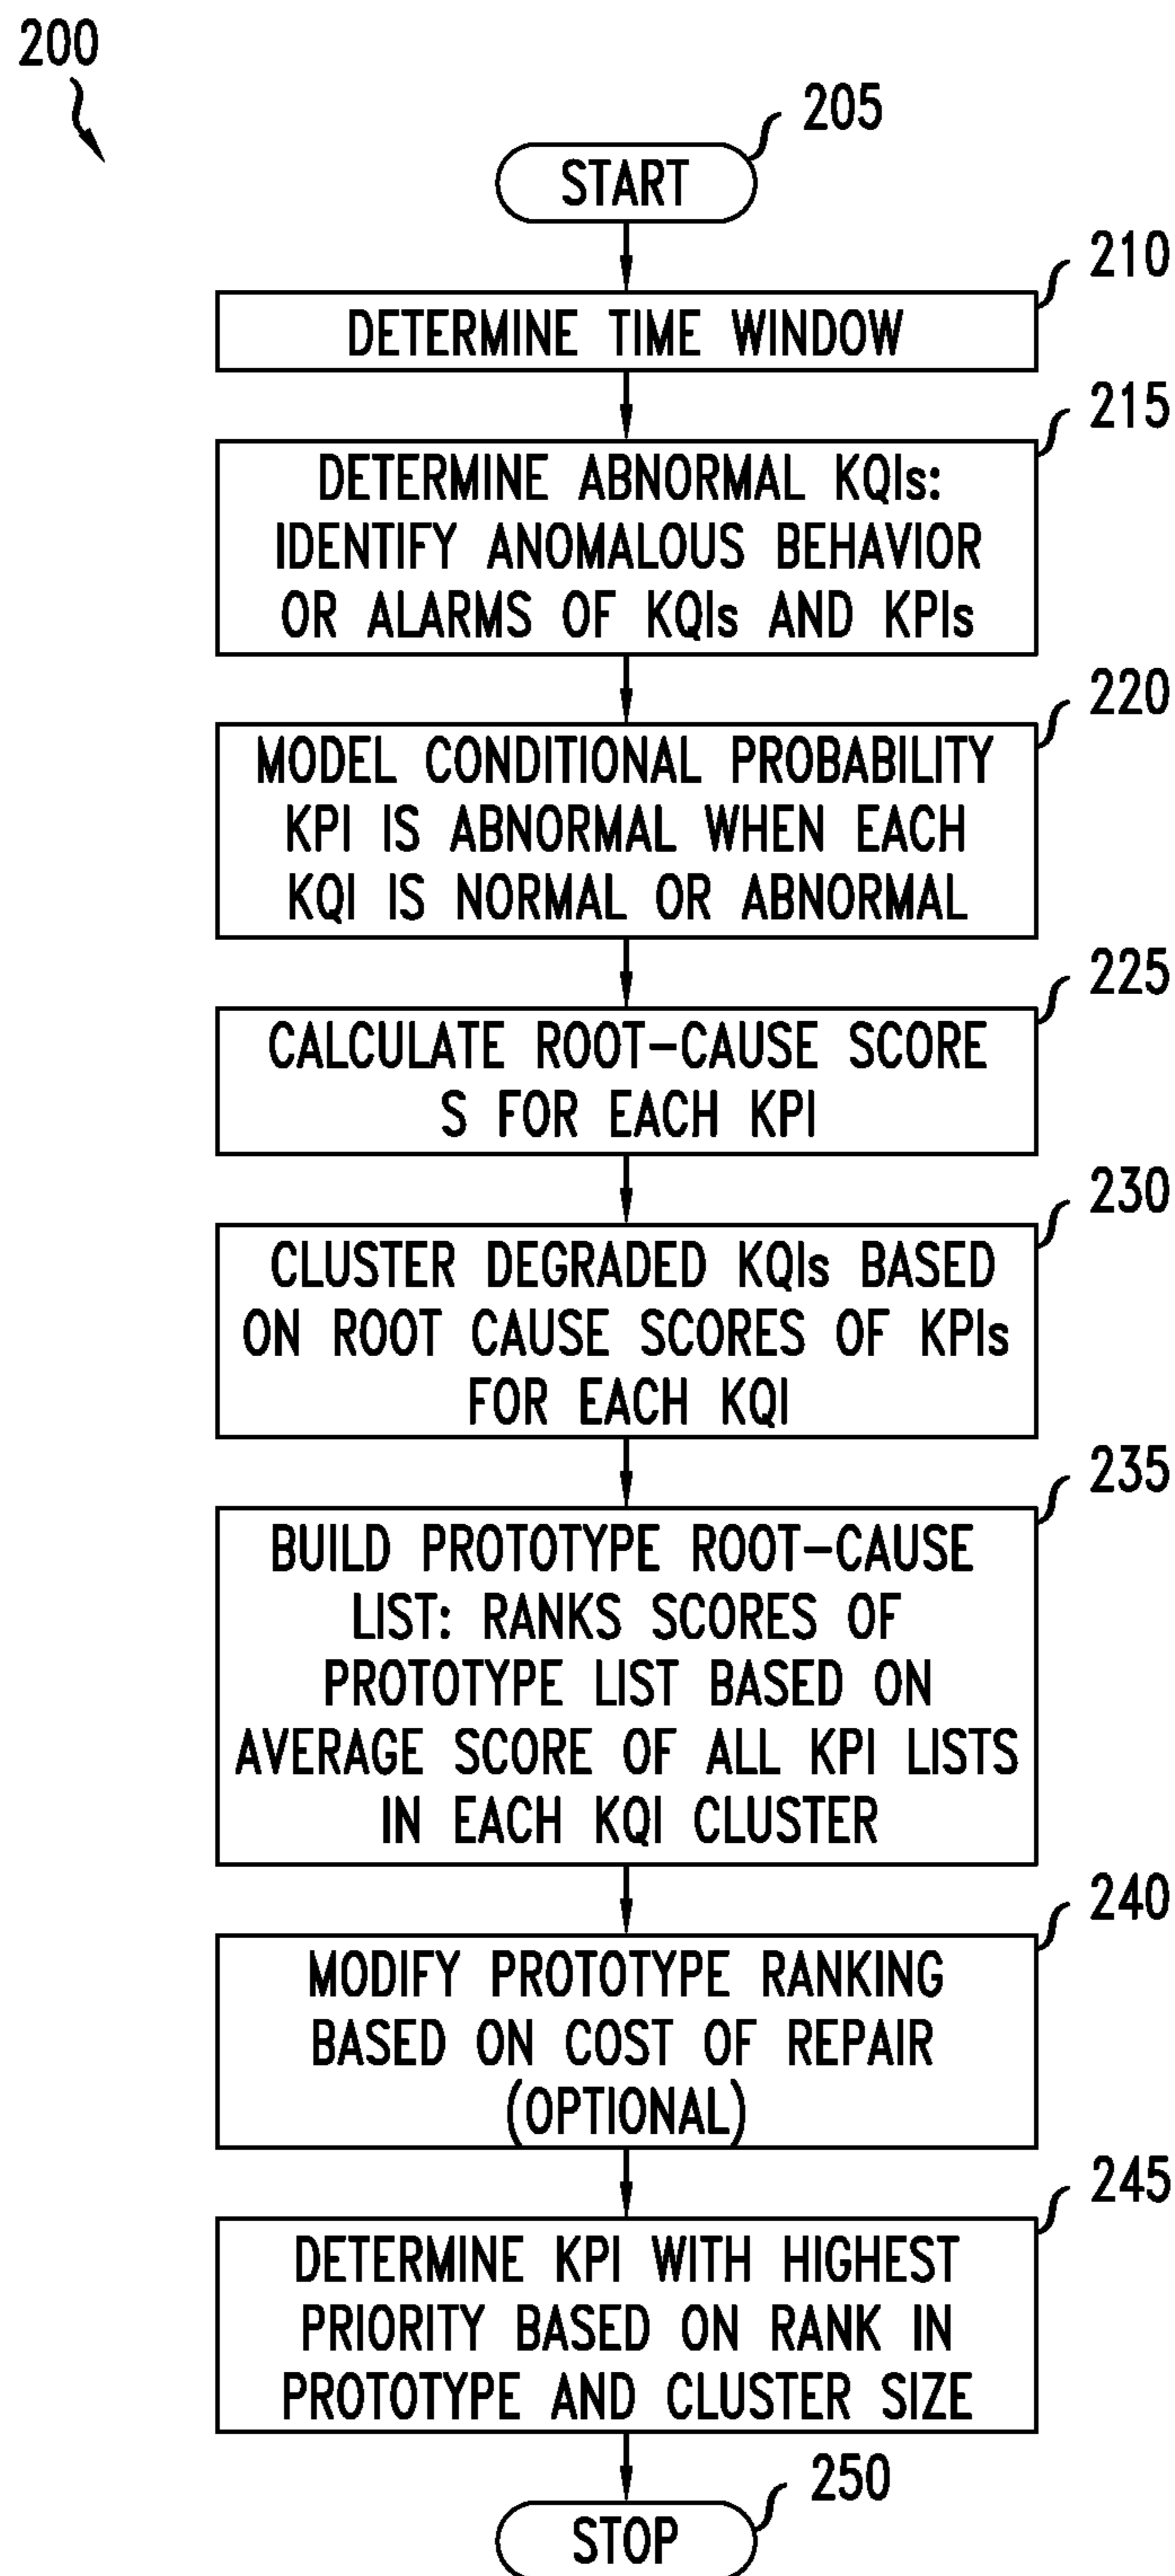 200
205
START
210
DETERMINE TIME WINDOW
215
DETERMINE ABNORMAL KQIs:
IDENTIFY ANOMALOUS BEHAVIOR
OR ALARMS OF KQIs AND KPIs
220
MODEL CONDITIONAL PROBABILITY
KPI IS ABNORMAL WHEN EACH
KQI IS NORMAL OR ABNORMAL
225
CALCULATE ROOT-CAUSE SCORE
S FOR EACH KPI
230
CLUSTER DEGRADED KQIs BASED
ON ROOT CAUSE SCORES OF KPIs
FOR EACH KQI
235
BUILD PROTOTYPE ROOT-CAUSE
LIST: RANKS SCORES OF
PROTOTYPE LIST BASED ON
AVERAGE SCORE OF ALL KPI LISTS
IN EACH KQI CLUSTER
240
MODIFY PROTOTYPE RANKING
BASED ON COST OF REPAIR
(OPTIONAL)
245
DETERMINE KPI WITH HIGHEST
PRIORITY BASED ON RANK IN
PROTOTYPE AND CLUSTER SIZE
250
STOP